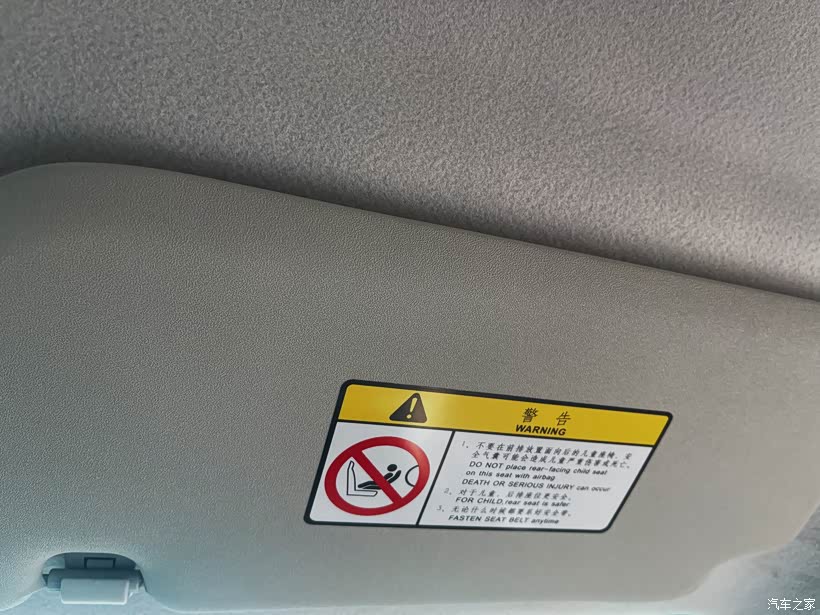 警告
WARNING
1、不要在前排放置面向后的儿童座椅，安
全气囊可能会造成儿童严重伤害或死亡。
DO NOT place rear-facing child seat
on this seat with airbag
DEATH OR SERIOUS INJURY can occur
2、对于儿童，后排座位更安全。
FOR CHILD,rear seat is safer
3、无论什么时候都要系好安全带。
FASTEN SEAT BELT anytime
汽车之家